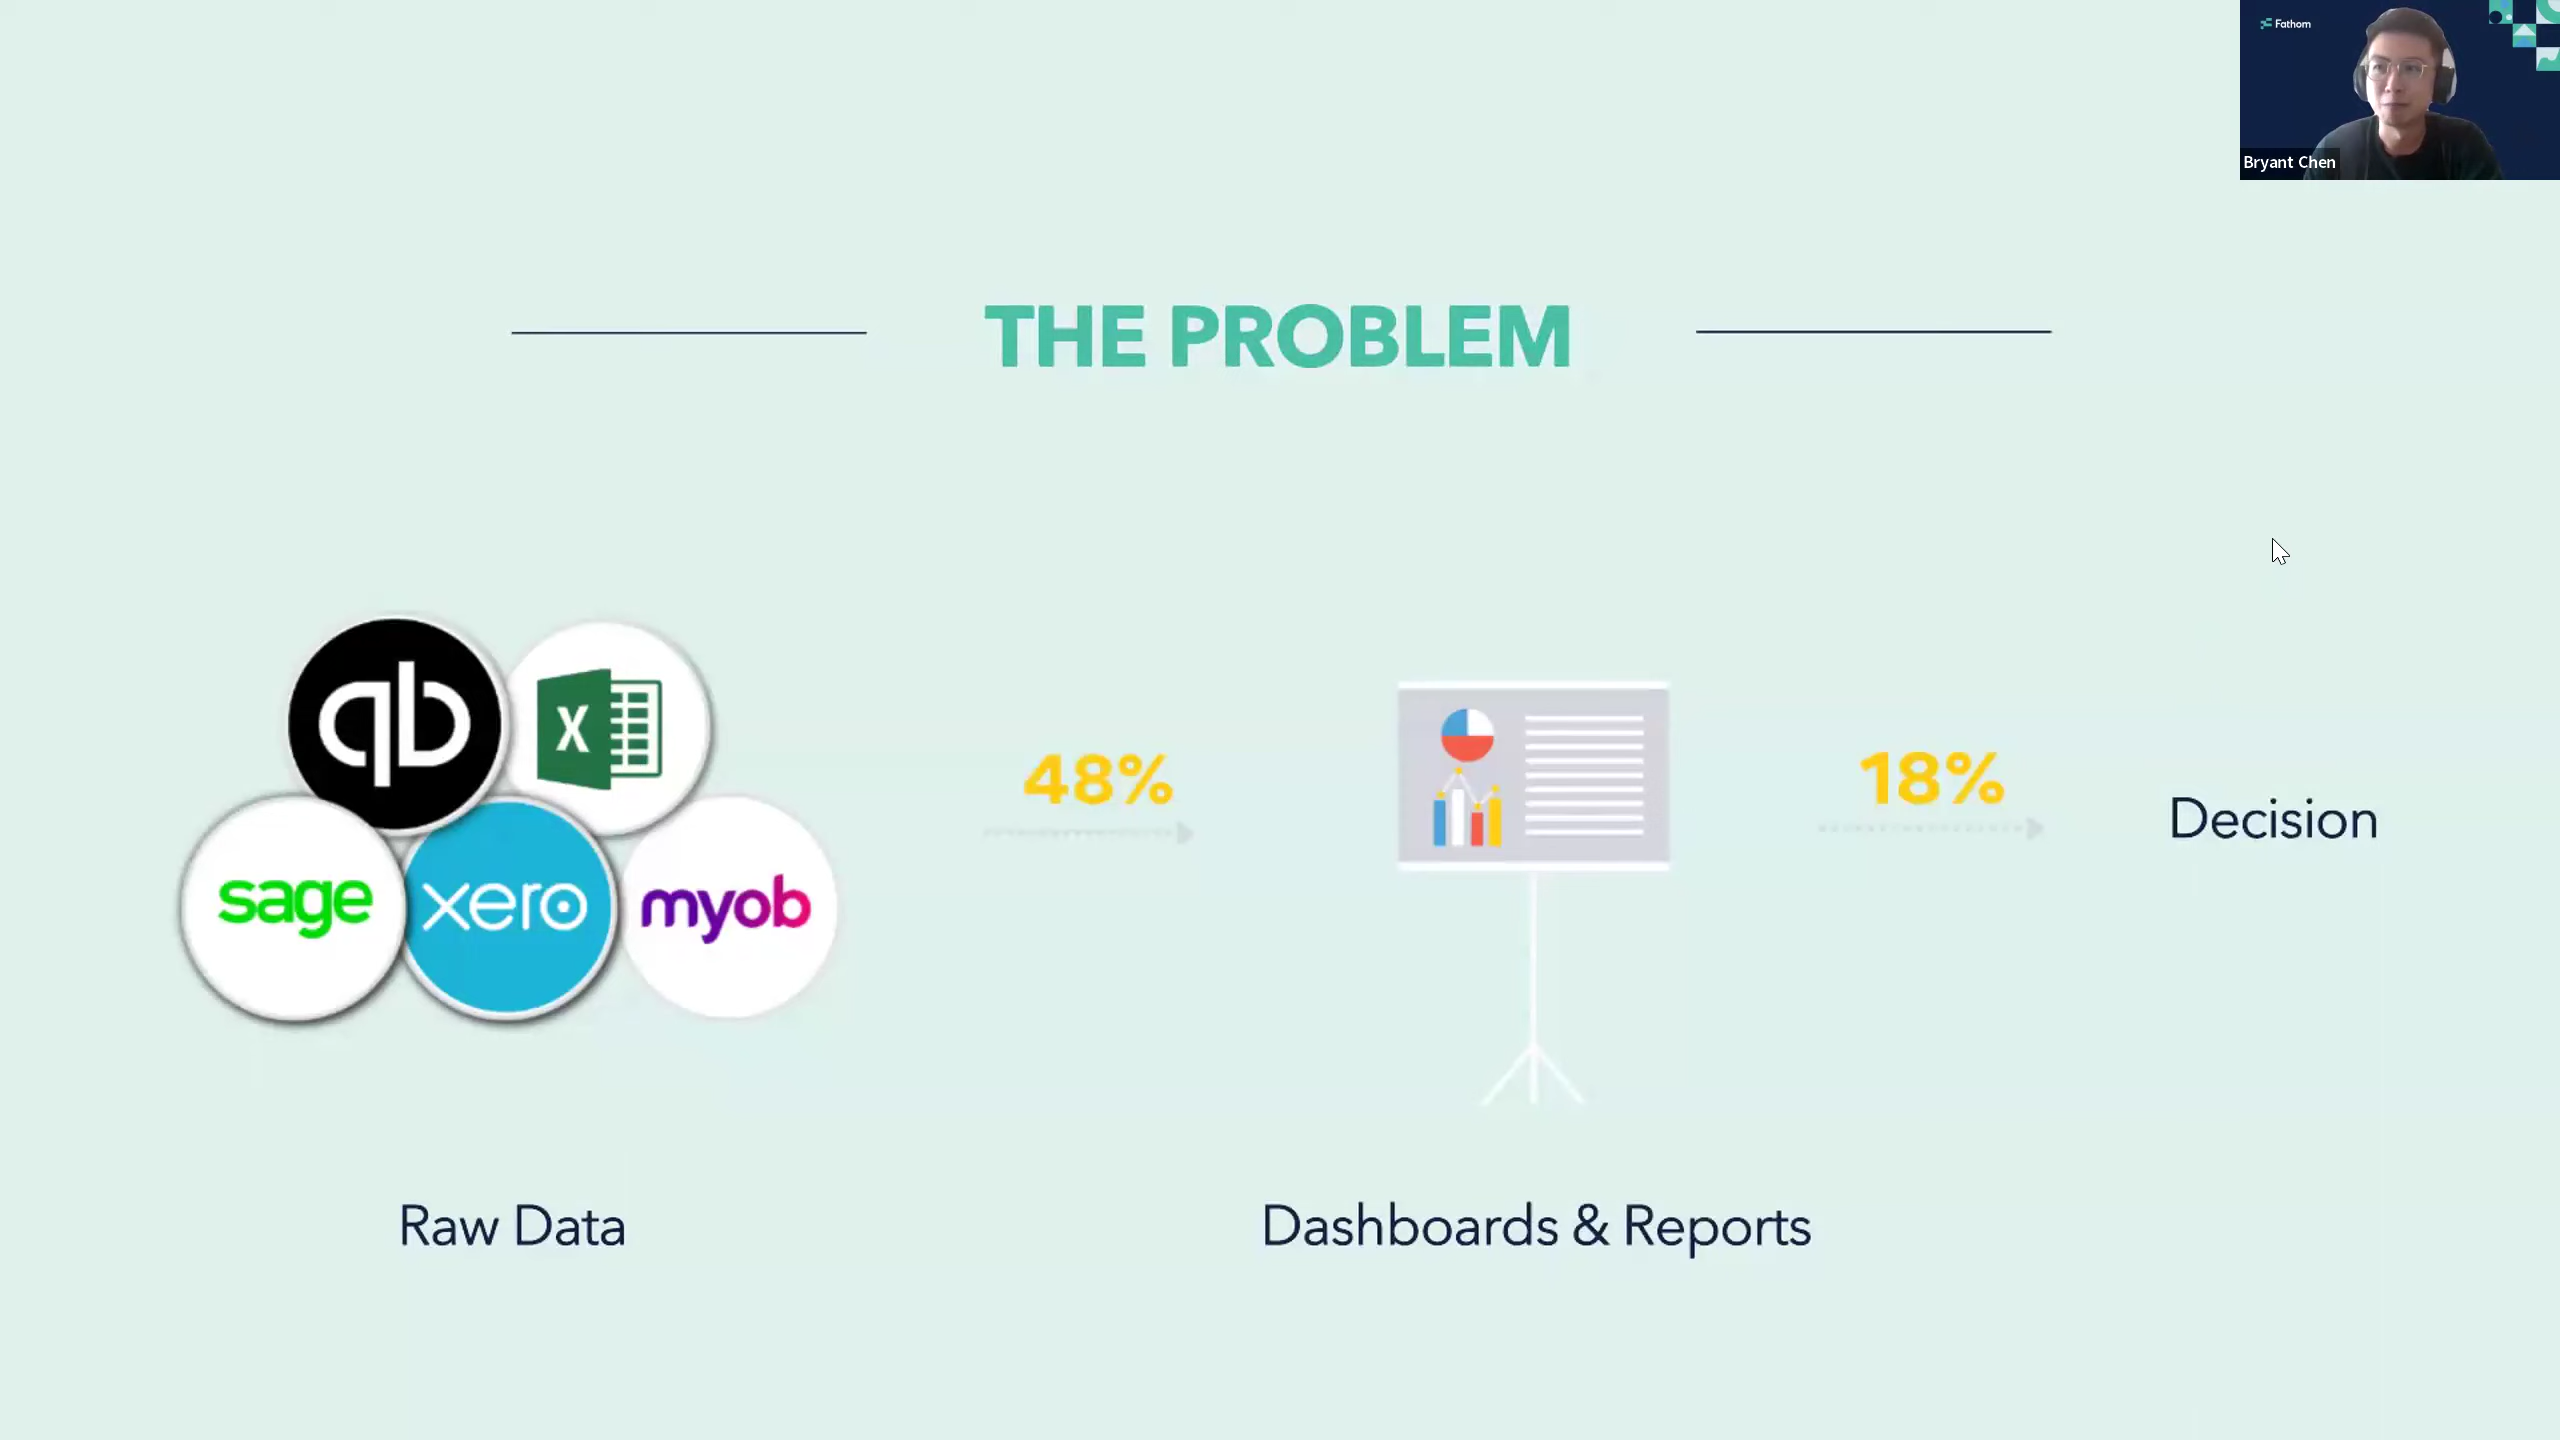 Fathom
Bryant Chen
THE PROBLEM
qb
X
48%
18%
Decision
sage
xero
myob
Raw Data
Dashboards & Reports